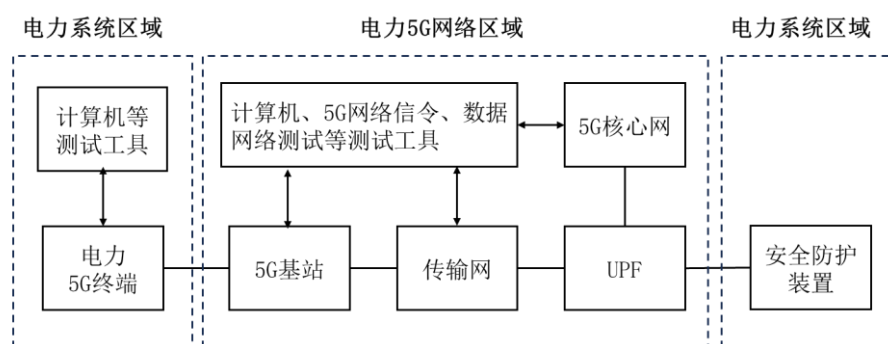 电力系统区域
电力5G网络区域
电力系统区域
计算机等
测试工具
计算机、5G网络信令、数据
网络测试等测试工具
5G核心网
电力
5G终端
5G基站
传输网
UPF
安全防护
装置